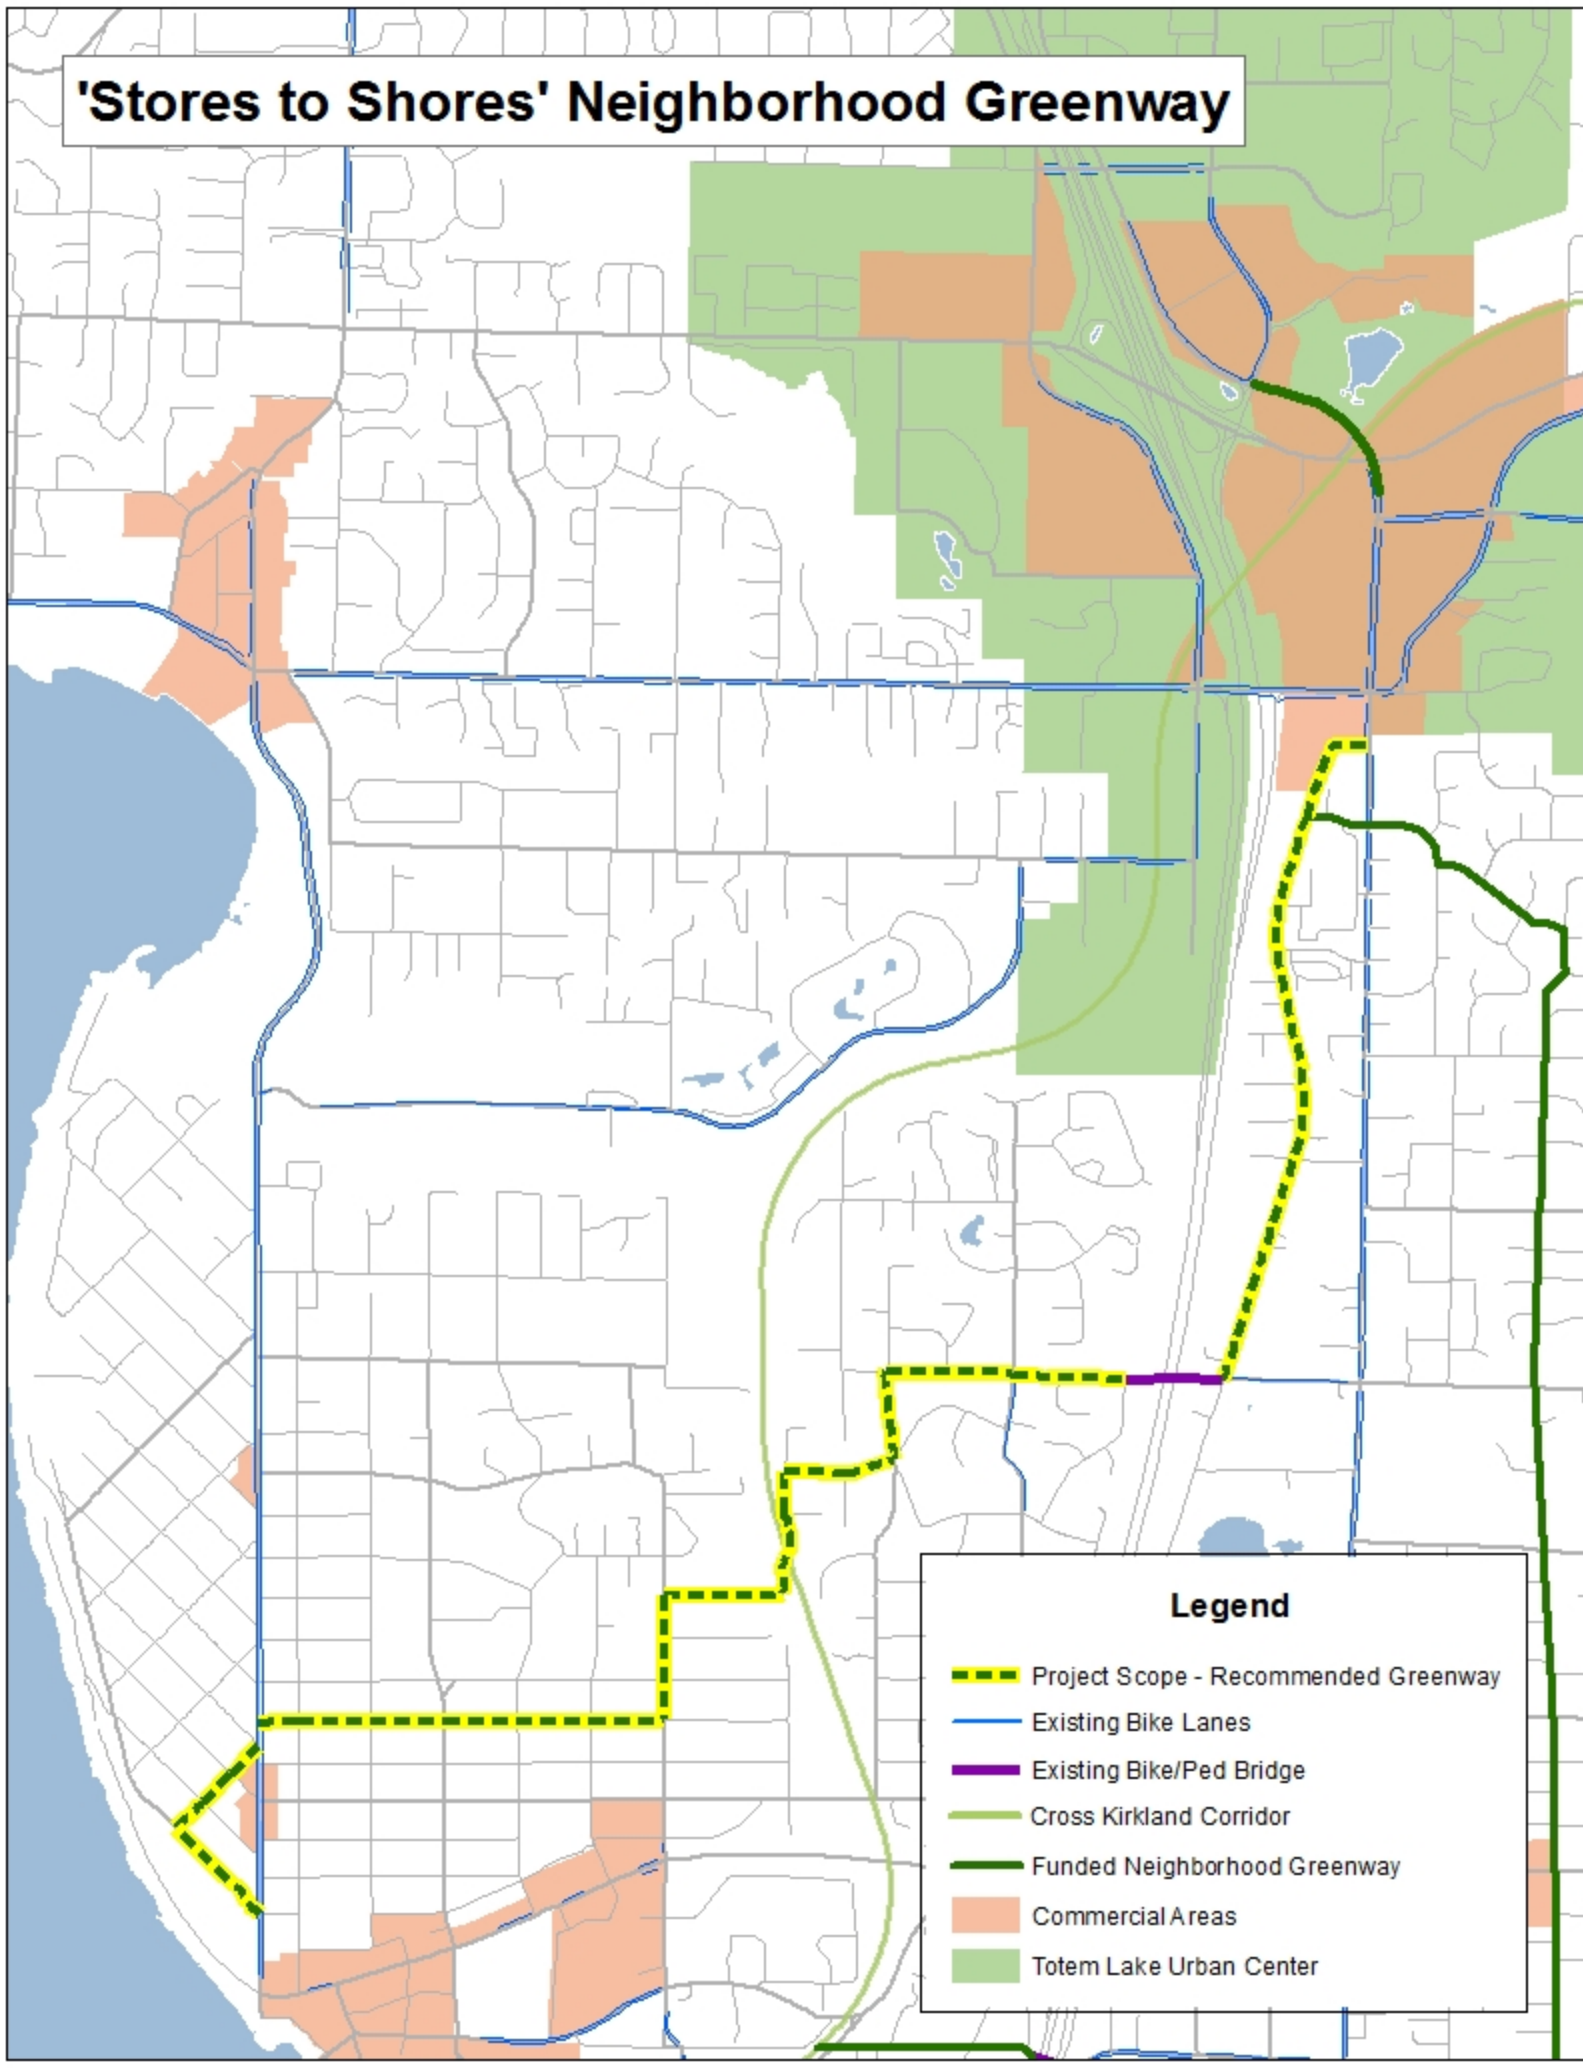 'Stores to Shores' Neighborhood Greenway
Legend
Project Scope - Recommended Greenway
Existing Bike Lanes
Existing Bike/Ped Bridge
Cross Kirkland Corridor
Funded Neighborhood Greenway
Commercial Areas
Totem Lake Urban Center